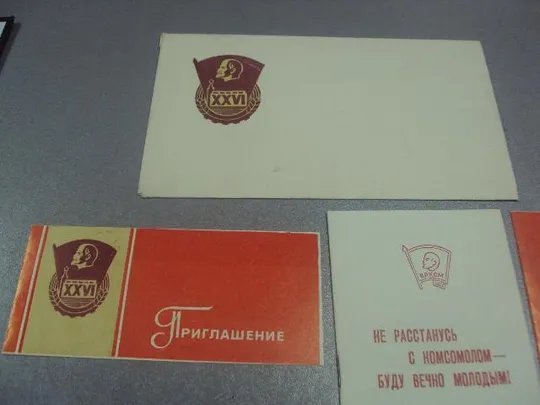 XXVI
XXVI
ПРИГЛАШЕНИЕ
ВЛКСМ
НЕ РАССТАНУСЬ
С КОМСОМОЛОМ—
БУДУ ВЕЧНО МОЛОДЫМ!